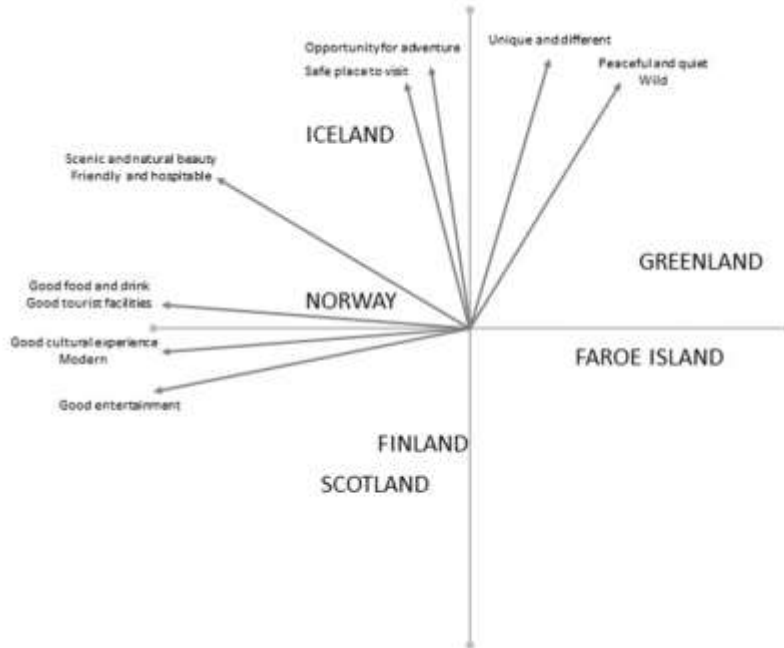 Unique and different
Opportunity for adventure
Safe place to visit
Peaceful and quiet
Wild
ICELAND
Scenic and natural beauty
Friendly and hospitable
GREENLAND
Good food and drink
Good tourist facilities
NORWAY
Good cultural experience
Modern
FAROE ISLAND
Good entertainment
FINLAND
SCOTLAND